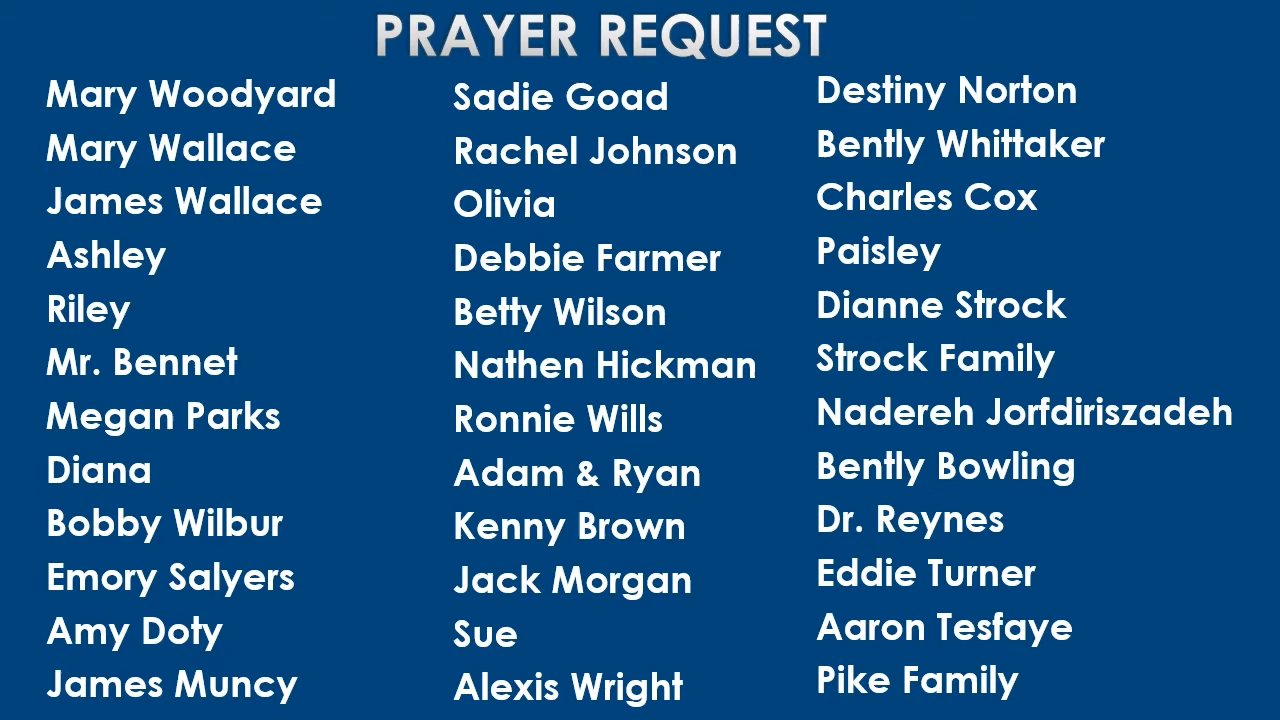 PRAYER REQUEST
Mary Woodyard
Mary Wallace
James Wallace
Ashley
Riley
Mr. Bennet
Megan Parks
Diana
Bobby Wilbur
Emory Salyers
Amy Doty
James Muncy
Sadie Goad
Rachel Johnson
Olivia
Debbie Farmer
Betty Wilson
Nathen Hickman
Ronnie Wills
Adam & Ryan
Kenny Brown
Jack Morgan
Sue
Alexis Wright
Destiny Norton
Bently Whittaker
Charles Cox
Paisley
Dianne Strock
Strock Family
Nadereh Jorfdiriszadeh
Bently Bowling
Dr. Reynes
Eddie Turner
Aaron Tesfaye
Pike Family